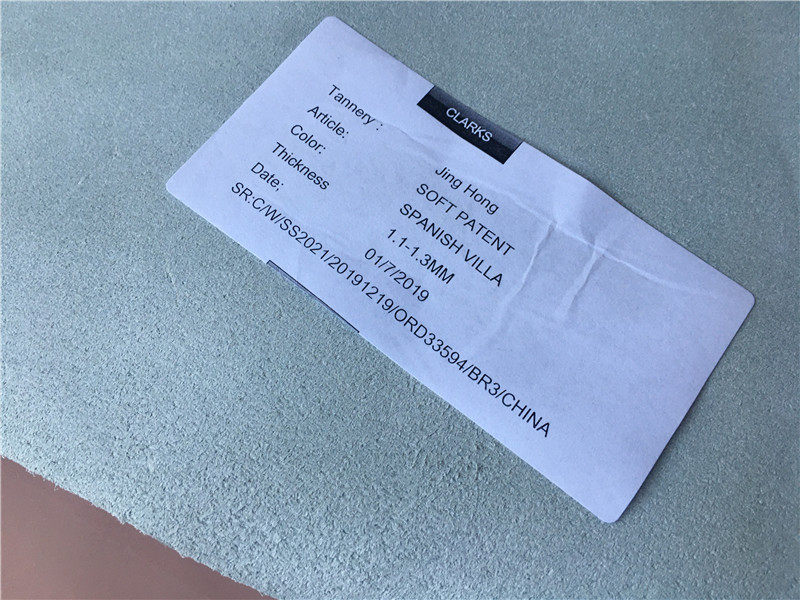 CLARKS
Tannery : Jing Hong
Article: SOFT PATENT
Color: SPANISH VILLA
Thickness 1.1-1.3MM
Date; 01/7/2019
SR:C/W/SS2021/20191219/ORD33594/BR3/CHINA